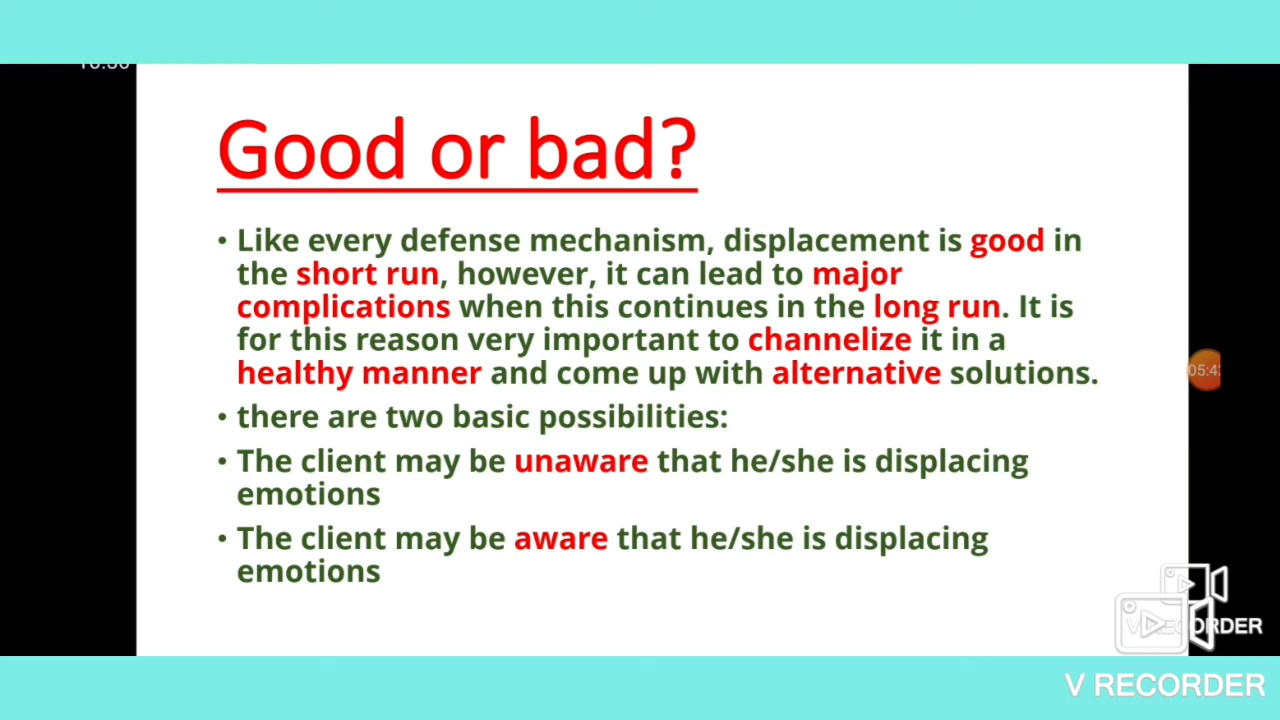 Good or bad?
• Like every defense mechanism, displacement is good in
the short run, however, it can lead to major
complications when this continues in the long run. It is
for this reason very important to channelize it in a
healthy manner and come up with alternative solutions.
• there are two basic possibilities:
• The client may be unaware that he/she is displacing
emotions
• The client may be aware that he/she is displacing
emotions
V RECORDER